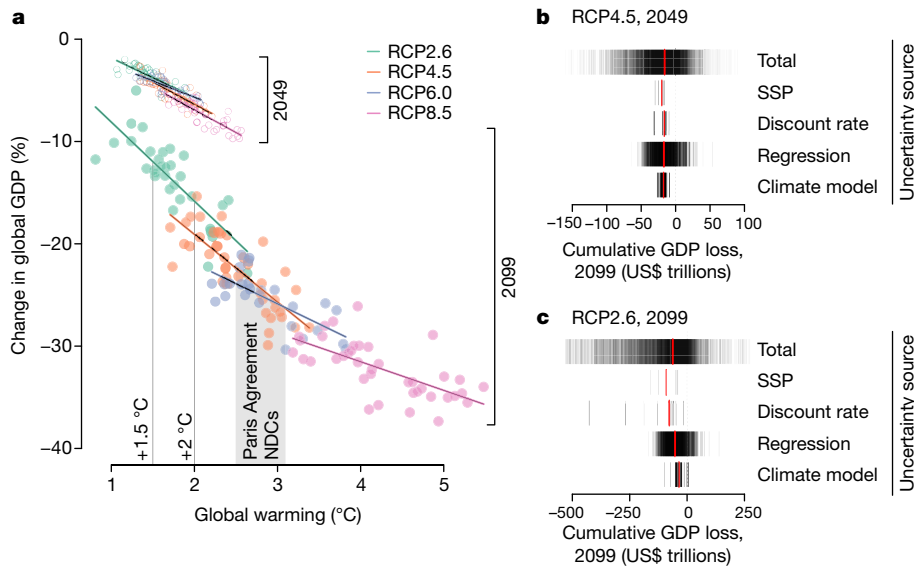 a
0
−10
−20
−30
−40
Change in global GDP (%)
RCP2.6
RCP4.5
RCP6.0
RCP8.5
2049
2099
+1.5 °C
+2 °C
Paris Agreement
NDCs
1
2
3
4
5
Global warming (°C)
b RCP4.5, 2049
Total
SSP
Discount rate
Regression
Climate model
Uncertainty source
−150
−100
−50
0
50
100
Cumulative GDP loss,
2099 (US$ trillions)
c RCP2.6, 2099
Total
SSP
Discount rate
Regression
Climate model
Uncertainty source
−500
−250
0
250
Cumulative GDP loss,
2099 (US$ trillions)